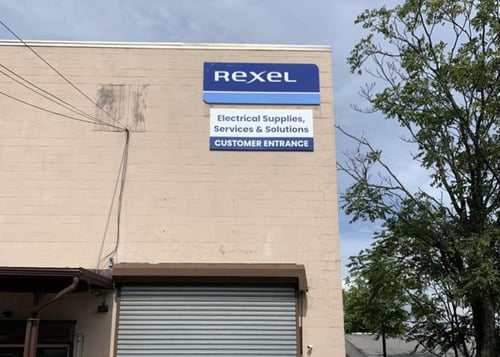 Rexel
Electrical Supplies,
Services & Solutions
CUSTOMER ENTRANCE